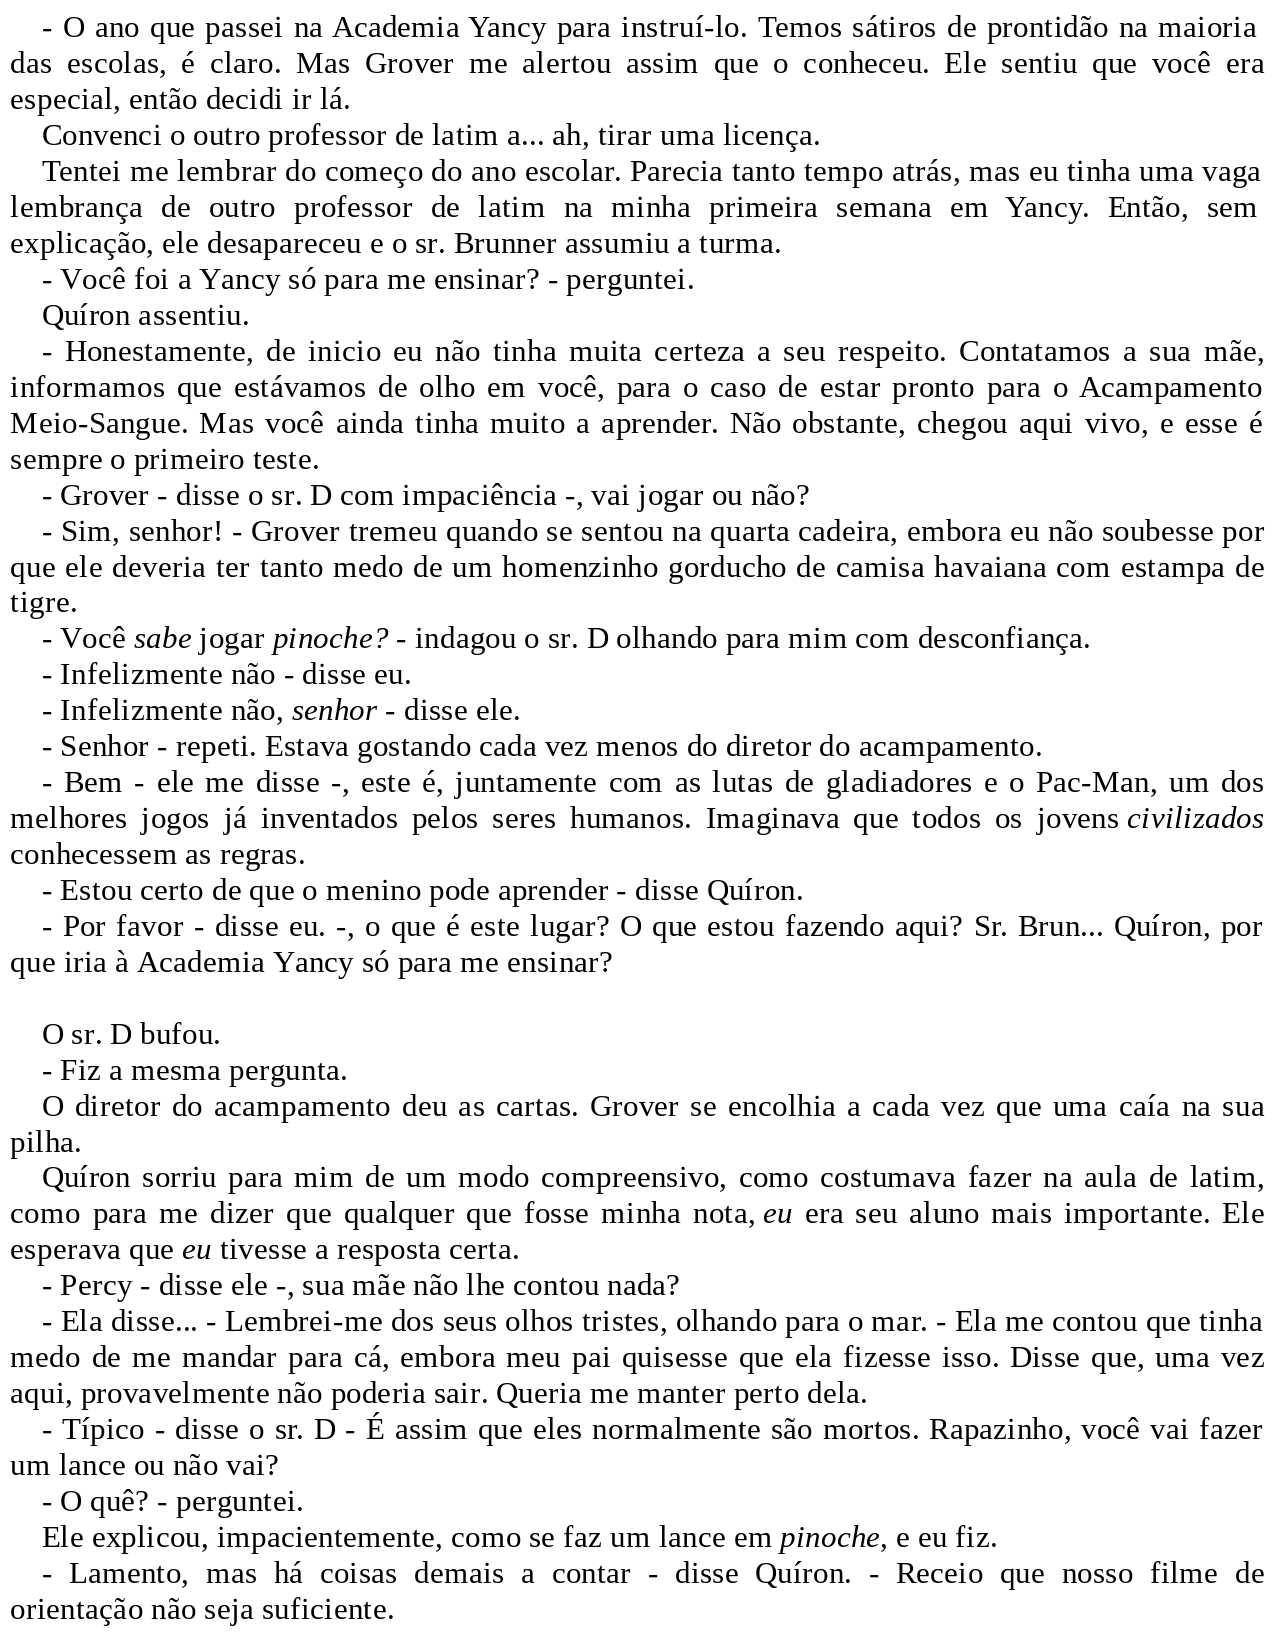 - O ano que passei na Academia Yancy para instruí-lo. Temos sátiros de prontidão na maioria
das escolas, é claro. Mas Grover me alertou assim que o conheceu. Ele sentiu que você era
especial, então decidi ir lá.
Convenci o outro professor de latim a... ah, tirar uma licença.
Tentei me lembrar do começo do ano escolar. Parecia tanto tempo atrás, mas eu tinha uma vaga
lembrança de outro professor de latim na minha primeira semana em Yancy. Então, sem
explicação, ele desapareceu e o sr. Brunner assumiu a turma.
- Você foi a Yancy só para me ensinar? - perguntei.
Quíron assentiu.
- Honestamente, de inicio eu não tinha muita certeza a seu respeito. Contatamos a sua mãe,
informamos que estávamos de olho em você, para o caso de estar pronto para o Acampamento
Meio-Sangue. Mas você ainda tinha muito a aprender. Não obstante, chegou aqui vivo, e esse é
sempre o primeiro teste.
- Grover - disse o sr. D com impaciência -, vai jogar ou não?
- Sim, senhor! - Grover tremeu quando se sentou na quarta cadeira, embora eu não soubesse por
que ele deveria ter tanto medo de um homenzinho gorducho de camisa havaiana com estampa de
tigre.
- Você sabe jogar pinoche? - indagou o sr. D olhando para mim com desconfiança.
- Infelizmente não - disse eu.
- Infelizmente não, senhor - disse ele.
- Senhor - repeti. Estava gostando cada vez menos do diretor do acampamento.
- Bem - ele me disse -, este é, juntamente com as lutas de gladiadores e o Pac-Man, um dos
melhores jogos já inventados pelos seres humanos. Imaginava que todos os jovens civilizados
conhecessem as regras.
- Estou certo de que o menino pode aprender - disse Quíron.
- Por favor - disse eu. -, o que é este lugar? O que estou fazendo aqui? Sr. Brun... Quíron, por
que iria à Academia Yancy só para me ensinar?
O sr. D bufou.
- Fiz a mesma pergunta.
O diretor do acampamento deu as cartas. Grover se encolhia a cada vez que uma caía na sua
pilha.
Quíron sorriu para mim de um modo compreensivo, como costumava fazer na aula de latim,
como para me dizer que qualquer que fosse minha nota, eu era seu aluno mais importante. Ele
esperava que eu tivesse a resposta certa.
- Percy - disse ele -, sua mãe não lhe contou nada?
- Ela disse... - Lembrei-me dos seus olhos tristes, olhando para o mar. - Ela me contou que tinha
medo de me mandar para cá, embora meu pai quisesse que ela fizesse isso. Disse que, uma vez
aqui, provavelmente não poderia sair. Queria me manter perto dela.
- Típico - disse o sr. D - É assim que eles normalmente são mortos. Rapazinho, você vai fazer
um lance ou não vai?
- O quê? - perguntei.
Ele explicou, impacientemente, como se faz um lance em pinoche, e eu fiz.
- Lamento, mas há coisas demais a contar - disse Quíron. - Receio que nosso filme de
orientação não seja suficiente.